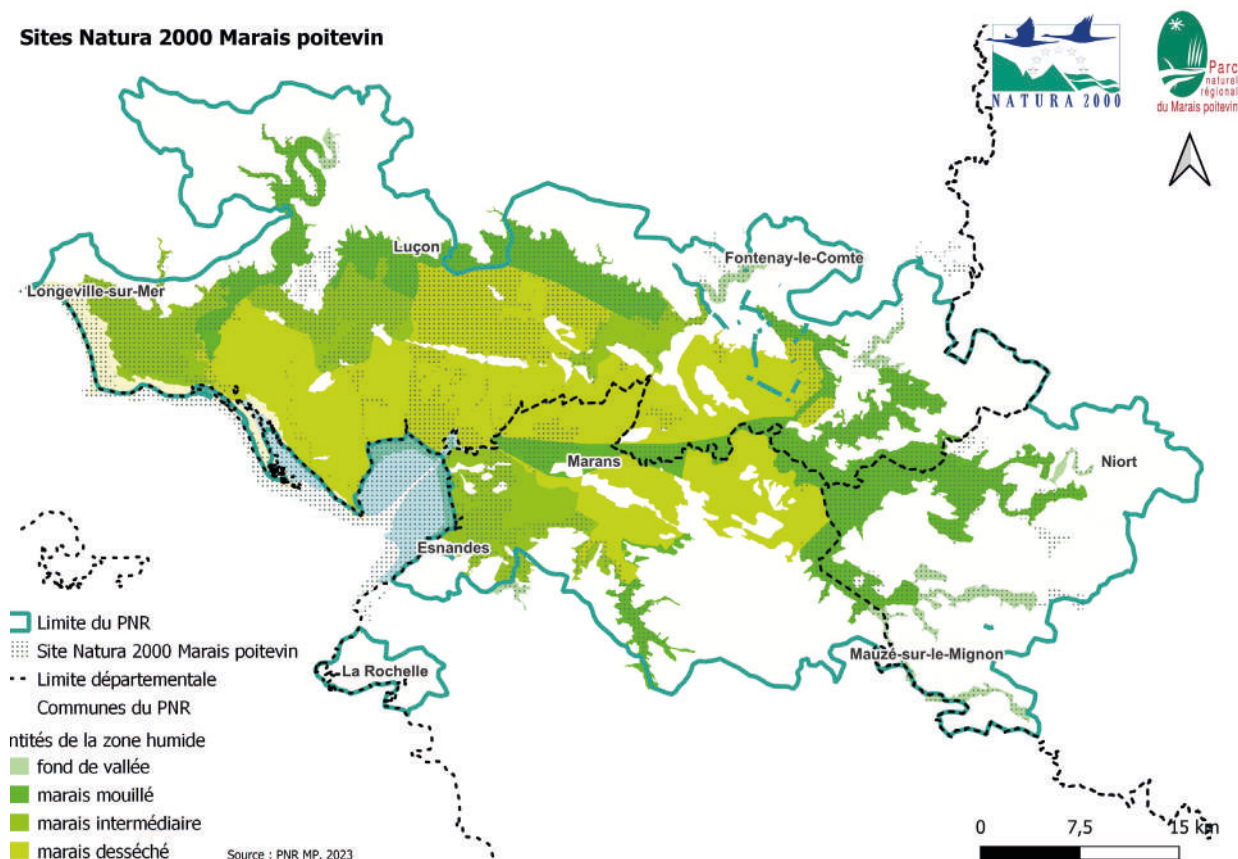 Sites Natura 2000 Marais poitevin
NATURA 2000
Parc
naturel
régional
du Marais poitevin
Luçon
Fontenay-le-Comte
Longeville-sur-Mer
Marans
Niort
Esnandes
Mauzé-sur-le-Mignon
La Rochelle
Limite du PNR
Site Natura 2000 Marais poitevin
Limite départementale
Communes du PNR
ntités de la zone humide
fond de vallée
marais mouillé
marais intermédiaire
marais desséché
Source : PNR MP, 2023
0 7,5 15 km